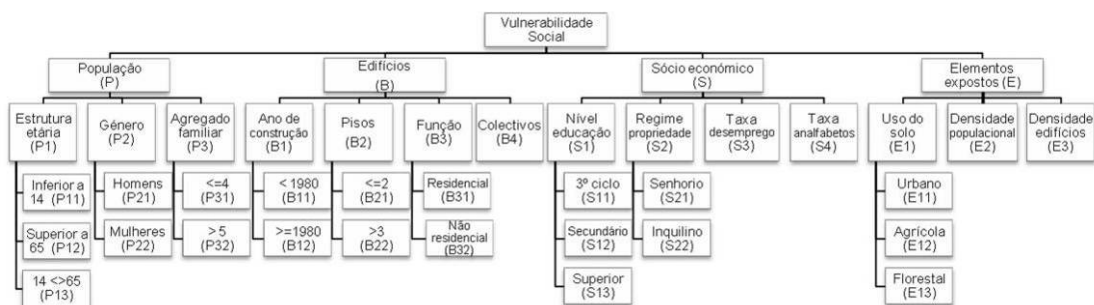 Vulnerabilidade
Social
População
(P)
Edifícios
(B)
Sócio económico
(S)
Elementos
expostos (E)
Estrutura
etária
(P1)
Género
(P2)
Agregado
familiar
(P3)
Ano de
construção
(B1)
Pisos
(B2)
Função
(B3)
Colectivos
(B4)
Nível
educação
(S1)
Regime
propriedade
(S2)
Taxa
desemprego
(S3)
Taxa
analfabetos
(S4)
Uso do
solo
(E1)
Densidade
populacional
(E2)
Densidade
edifícios
(E3)
Inferior a
14 (P11)
Homens
(P21)
<=4
(P31)
< 1980
(B11)
<=2
(B21)
Residencial
(B31)
3º ciclo
(S11)
Senhorio
(S21)
Urbano
(E11)
Superior a
65 (P12)
Mulheres
(P22)
> 5
(P32)
>=1980
(B12)
>3
(B22)
Não
residencial
(B32)
Secundário
(S12)
Inquilino
(S22)
Agrícola
(E12)
14 <>65
(P13)
Superior
(S13)
Florestal
(E13)